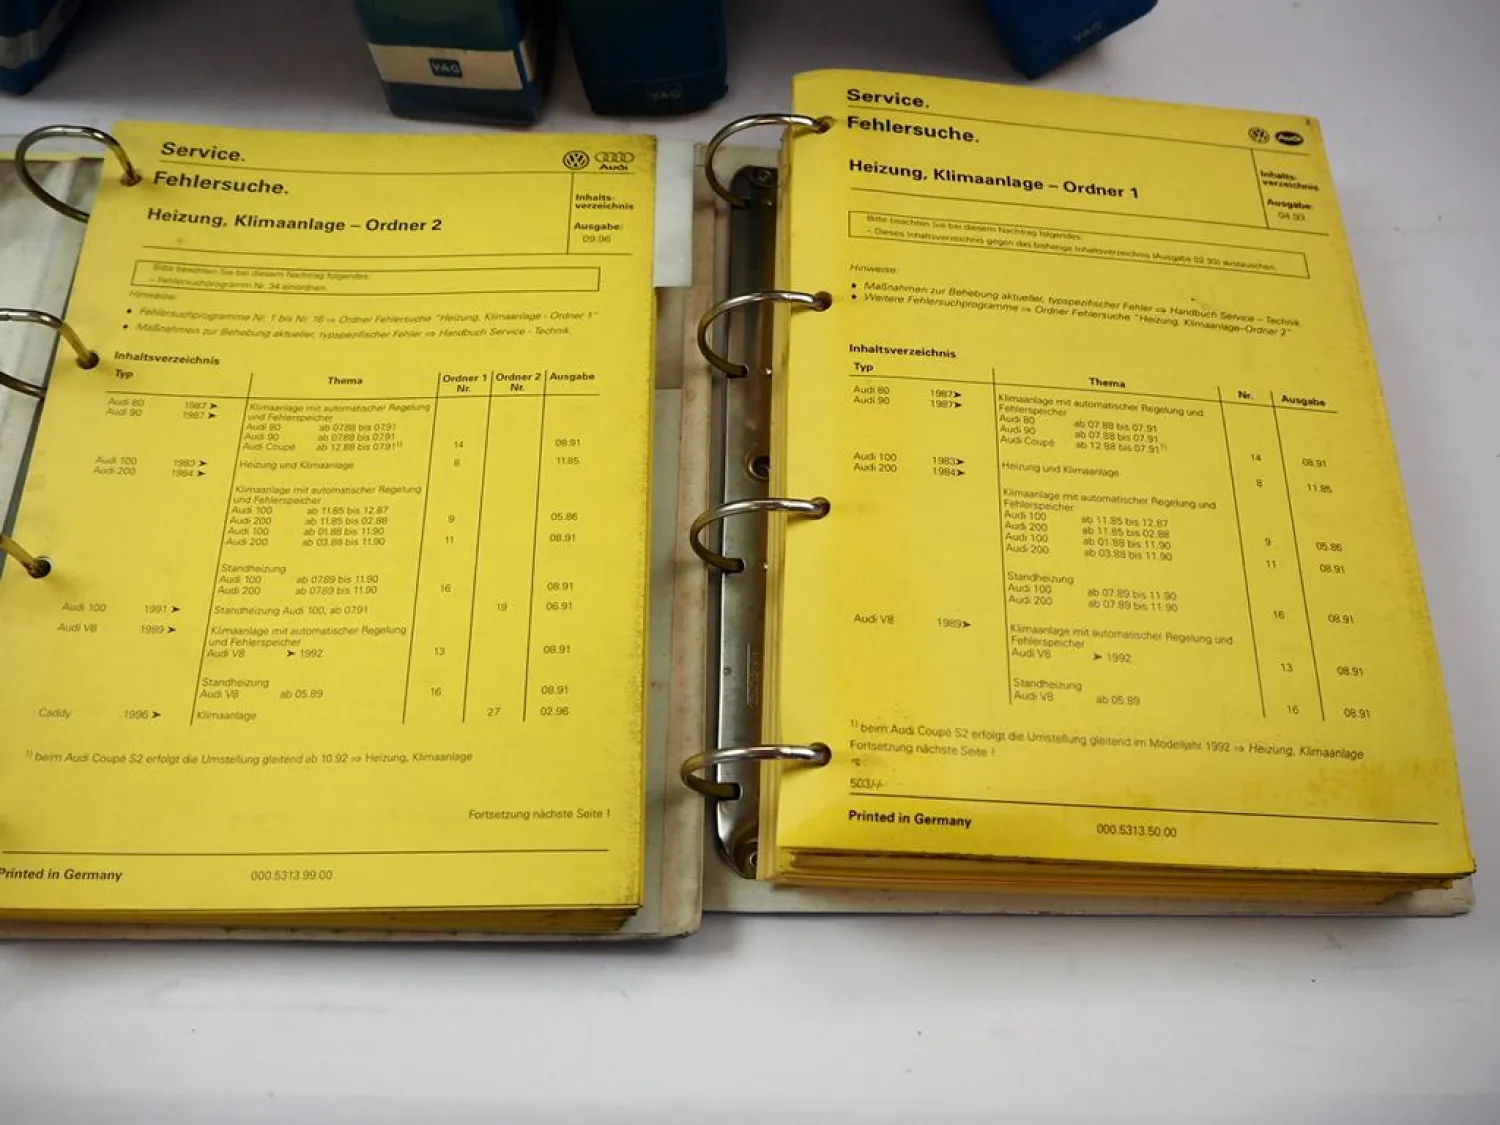 VAG
VAG
VAG
Service.
Fehlersuche.
Heizung, Klimaanlage – Ordner 2
Audi
Inhalts-
verzeichnis
Ausgabe:
09.96
Bitte beachten Sie bei diesem Nachtrag folgendes:
– Fehlersuchprogramm Nr. 34 einordnen.
Hinweise:
• Fehlersuchprogramme Nr. 1 bis Nr. 16 ⇒ Ordner Fehlersuche "Heizung, Klimaanlage - Ordner 1"
• Maßnahmen zur Behebung aktueller, typspezifischer Fehler ⇒ Handbuch Service - Technik.
Inhaltsverzeichnis
Typ Thema Ordner 1 Nr. Ordner 2 Nr. Ausgabe
Audi 80 1987 ➤ Klimaanlage mit automatischer Regelung
Audi 90 1987 ➤ und Fehlerspeicher
Audi 80 ab 07.88 bis 07.91
Audi 90 ab 07.88 bis 07.91
Audi Coupé ab 12.88 bis 07.91¹⁾ 14 08.91
Audi 100 1983 ➤ Heizung und Klimaanlage 8 11.85
Audi 200 1984 ➤
Klimaanlage mit automatischer Regelung
und Fehlerspeicher
Audi 100 ab 11.85 bis 12.87
Audi 200 ab 11.85 bis 02.88 9 05.86
Audi 100 ab 01.88 bis 11.90
Audi 200 ab 03.88 bis 11.90 11 08.91
Standheizung
Audi 100 ab 07.89 bis 11.90
Audi 200 ab 07.89 bis 11.90 16 08.91
Audi 100 1991 ➤ Standheizung Audi 100, ab 07.91 19 06.91
Audi V8 1989 ➤ Klimaanlage mit automatischer Regelung
und Fehlerspeicher
Audi V8 ➤ 1992 13 08.91
Standheizung
Audi V8 ab 05.89 16 08.91
Caddy 1996 ➤ Klimaanlage 27 02.96
¹⁾ beim Audi Coupé S2 erfolgt die Umstellung gleitend ab 10.92 ⇒ Heizung, Klimaanlage
Fortsetzung nächste Seite !
Printed in Germany 000.5313.99.00
Service.
Fehlersuche.
Heizung, Klimaanlage – Ordner 1
Audi
Inhalts-
verzeichnis
Ausgabe:
04.93
Bitte beachten Sie bei diesem Nachtrag folgendes:
– Dieses Inhaltsverzeichnis gegen das bisherige Inhaltsverzeichnis (Ausgabe 02.93) austauschen.
Hinweise:
• Maßnahmen zur Behebung aktueller, typspezifischer Fehler ⇒ Handbuch Service – Technik.
• Weitere Fehlersuchprogramme ⇒ Ordner Fehlersuche "Heizung, Klimaanlage–Ordner 2"
Inhaltsverzeichnis
Typ Thema Nr. Ausgabe
Audi 80 1987➤ Klimaanlage mit automatischer Regelung und
Audi 90 1987➤ Fehlerspeicher
Audi 80 ab 07.88 bis 07.91
Audi 90 ab 07.88 bis 07.91
Audi Coupé ab 12.88 bis 07.91¹⁾ 14 08.91
Audi 100 1983➤ Heizung und Klimaanlage 8 11.85
Audi 200 1984➤
Klimaanlage mit automatischer Regelung und
Fehlerspeicher
Audi 100 ab 11.85 bis 12.87
Audi 200 ab 11.85 bis 02.88 9 05.86
Audi 100 ab 01.88 bis 11.90
Audi 200 ab 03.88 bis 11.90 11 08.91
Standheizung
Audi 100 ab 07.89 bis 11.90
Audi 200 ab 07.89 bis 11.90 16 08.91
Audi V8 1989➤ Klimaanlage mit automatischer Regelung und
Fehlerspeicher
Audi V8 ➤ 1992 13 08.91
Standheizung
Audi V8 ab 05.89 16 08.91
¹⁾ beim Audi Coupé S2 erfolgt die Umstellung gleitend im Modelljahr 1992 ⇒ Heizung, Klimaanlage
Fortsetzung nächste Seite !
503/-/-
Printed in Germany 000.5313.50.00